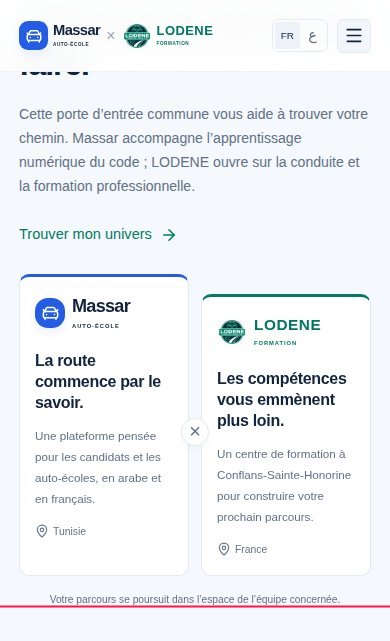 Massar
AUTO-ÉCOLE
×
LODENE
FORMATION
FR
ع
Cette porte d’entrée commune vous aide à trouver votre
chemin. Massar accompagne l’apprentissage
numérique du code ; LODENE ouvre sur la conduite et
la formation professionnelle.
Trouver mon univers →
Massar
AUTO-ÉCOLE
La route
commence par le
savoir.
Une plateforme pensée
pour les candidats et les
auto-écoles, en arabe et
en français.
Tunisie
×
LODENE
FORMATION
Les compétences
vous emmènent
plus loin.
Un centre de formation à
Conflans-Sainte-Honorine
pour construire votre
prochain parcours.
France
Votre parcours se poursuit dans l’espace de l’équipe concernée.